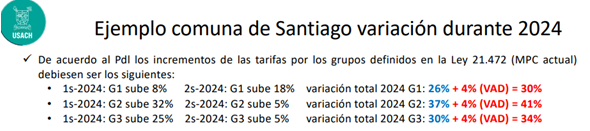 USACH
Ejemplo comuna de Santiago variación durante 2024
✓ De acuerdo al Pdl los incrementos de las tarifas por los grupos definidos en la Ley 21.472 (MPC actual)
debiesen ser los siguientes:
• 1s-2024: G1 sube 8% 2s-2024: G1 sube 18% variación total 2024 G1: 26% + 4% (VAD) = 30%
• 1s-2024: G2 sube 32% 2s-2024: G2 sube 5% variación total 2024 G2: 37% + 4% (VAD) = 41%
• 1s-2024: G3 sube 25% 2s-2024: G3 sube 5% variación total 2024 G3: 30% + 4% (VAD) = 34%